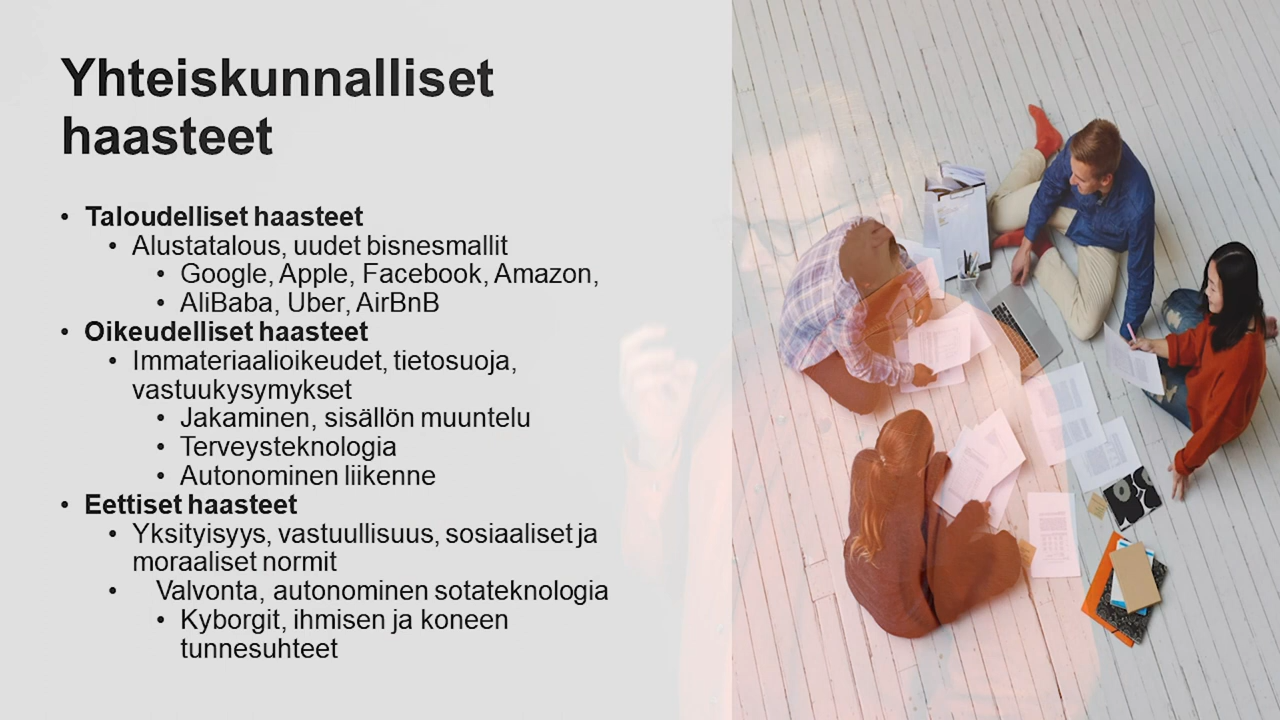 Yhteiskunnalliset
haasteet
• Taloudelliset haasteet
• Alustatalous, uudet bisnesmallit
• Google, Apple, Facebook, Amazon,
• AliBaba, Uber, AirBnB
• Oikeudelliset haasteet
• Immateriaalioikeudet, tietosuoja,
vastuukysymykset
• Jakaminen, sisällön muuntelu
• Terveysteknologia
• Autonominen liikenne
• Eettiset haasteet
• Yksityisyys, vastuullisuus, sosiaaliset ja
moraaliset normit
• Valvonta, autonominen sotateknologia
• Kyborgit, ihmisen ja koneen
tunnesuhteet